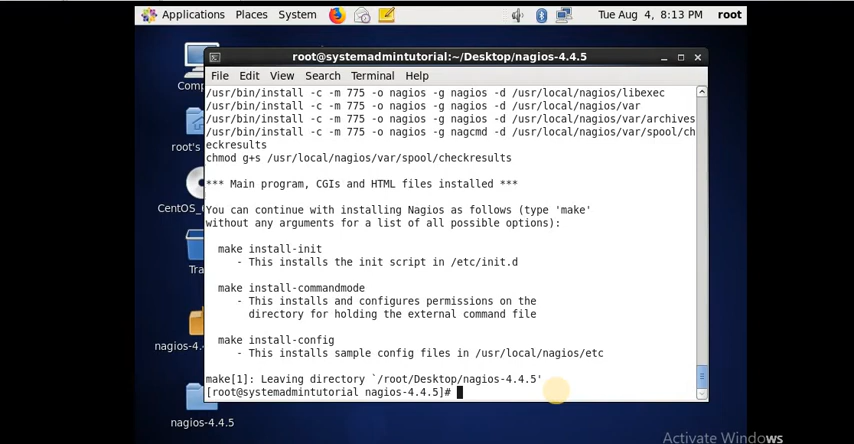 Applications Places System
Tue Aug 4, 8:13 PM root
root@systemadmintutorial:~/Desktop/nagios-4.4.5
File Edit View Search Terminal Help
/usr/bin/install -c -m 775 -o nagios -g nagios -d /usr/local/nagios/libexec
/usr/bin/install -c -m 775 -o nagios -g nagios -d /usr/local/nagios/var
/usr/bin/install -c -m 775 -o nagios -g nagios -d /usr/local/nagios/var/archives
/usr/bin/install -c -m 775 -o nagios -g nagcmd -d /usr/local/nagios/var/spool/ch
eckresults
chmod g+s /usr/local/nagios/var/spool/checkresults
*** Main program, CGIs and HTML files installed ***
You can continue with installing Nagios as follows (type 'make'
without any arguments for a list of all possible options):
make install-init
- This installs the init script in /etc/init.d
make install-commandmode
- This installs and configures permissions on the
directory for holding the external command file
make install-config
- This installs sample config files in /usr/local/nagios/etc
make[1]: Leaving directory `/root/Desktop/nagios-4.4.5'
[root@systemadmintutorial nagios-4.4.5]#
Comp
root's
CentOS_
Tra
nagios-4.
nagios-4.4.5
Activate Windows